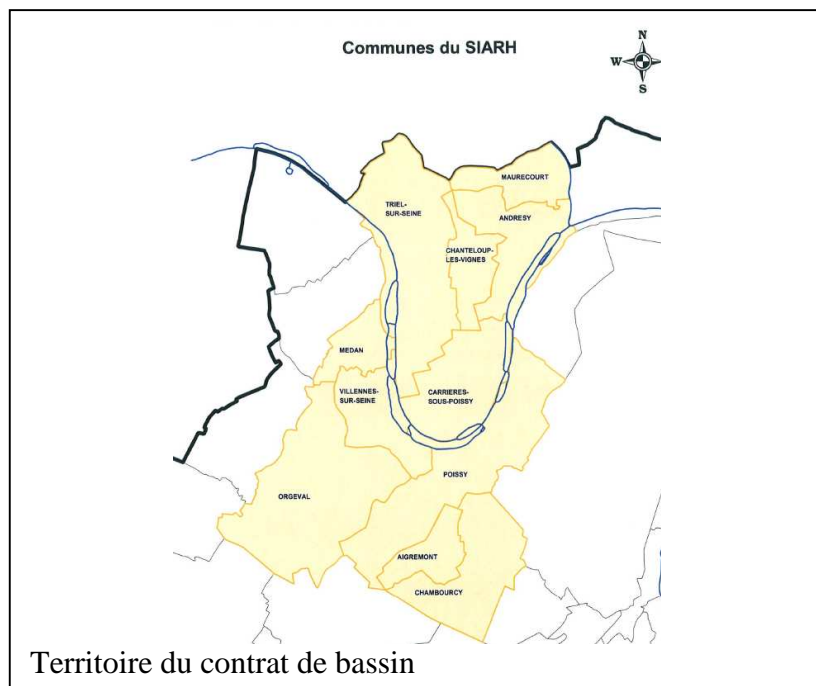 Communes du SIARH
N
W
E
S
MAURECOURT
TRIEL-
SUR-SEINE
ANDRESY
CHANTELOUP-
LES-VIGNES
MEDAN
VILLENNES-
SUR-SEINE
CARRIERES-
SOUS-POISSY
POISSY
ORGEVAL
AIGREMONT
CHAMBOURCY
Territoire du contrat de bassin